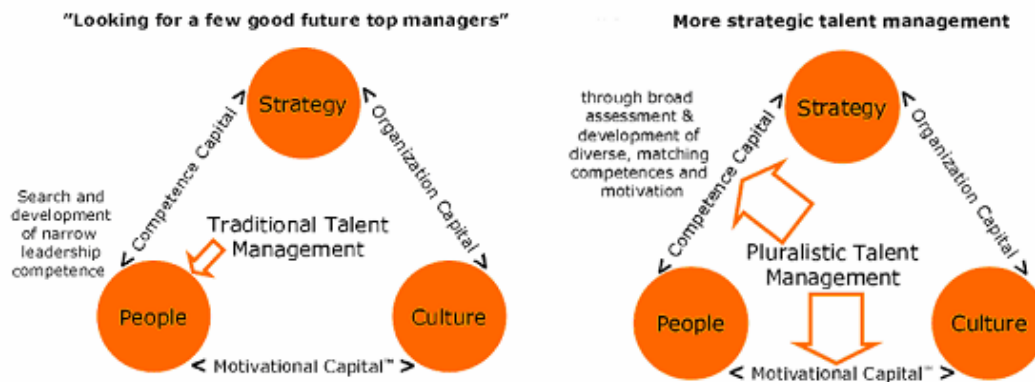 "Looking for a few good future top managers"
Strategy
< Competence Capital >
< Organization Capital >
Search and
development
of narrow
leadership
competence
Traditional Talent
Management
People
Culture
< Motivational Capital™ >
More strategic talent management
through broad
assessment &
development of
diverse, matching
competences and
motivation
Strategy
< Competence Capital >
< Organization Capital >
Pluralistic Talent
Management
People
Culture
< Motivational Capital™ >